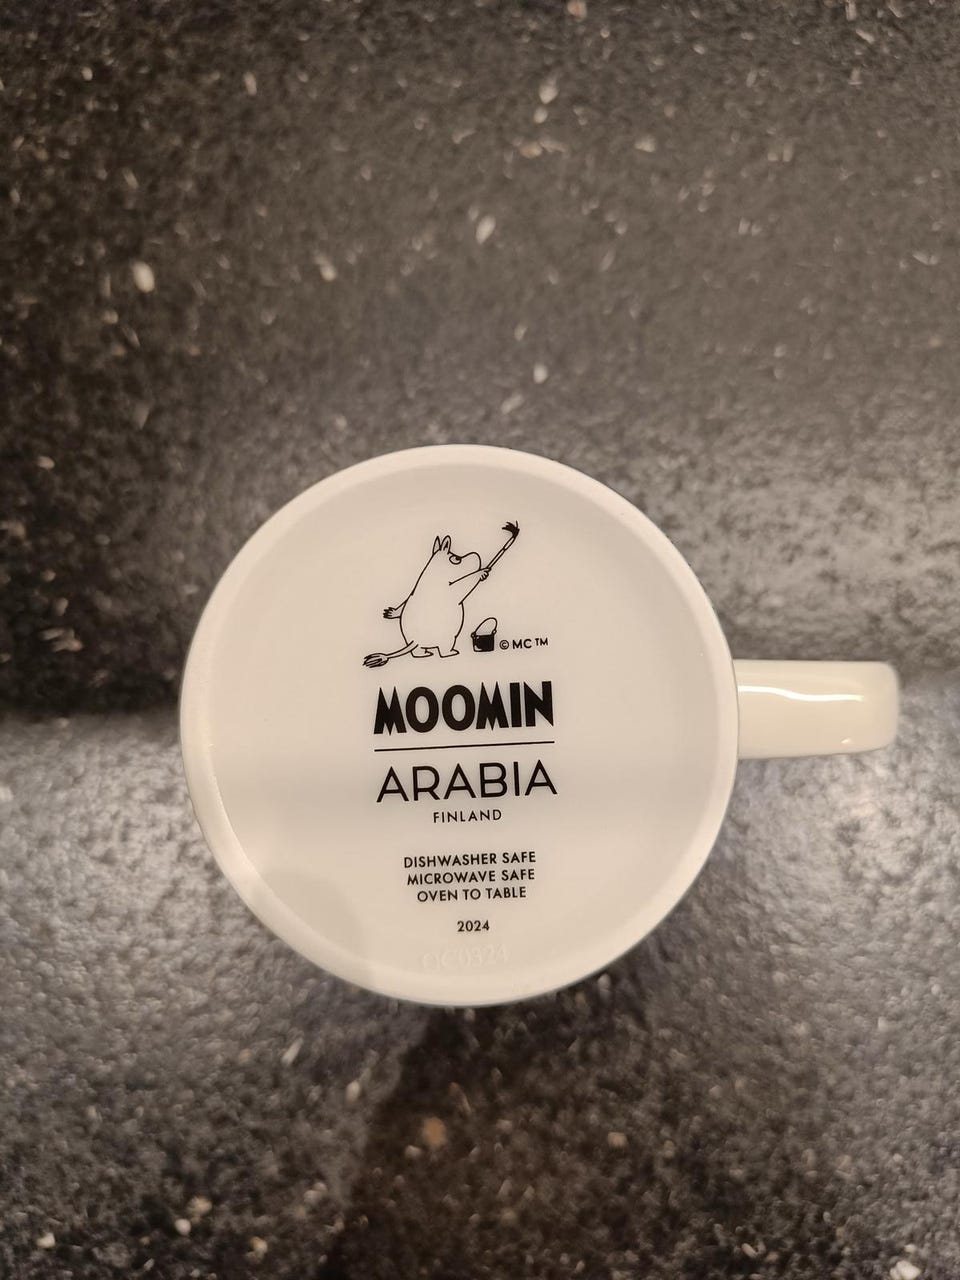 © MC ™
MOOMIN
ARABIA
FINLAND
DISHWASHER SAFE
MICROWAVE SAFE
OVEN TO TABLE
2024